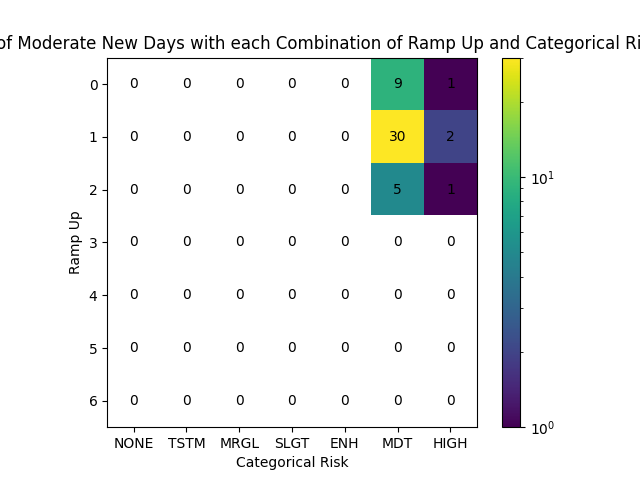 of Moderate New Days with each Combination of Ramp Up and Categorical Ri
0 0 0 0 0 0 9 1
1 0 0 0 0 0 30 2
2 0 0 0 0 0 5 1
3 0 0 0 0 0 0 0
4 0 0 0 0 0 0 0
5 0 0 0 0 0 0 0
6 0 0 0 0 0 0 0
NONE TSTM MRGL SLGT ENH MDT HIGH
Categorical Risk
Ramp Up
10¹
10⁰